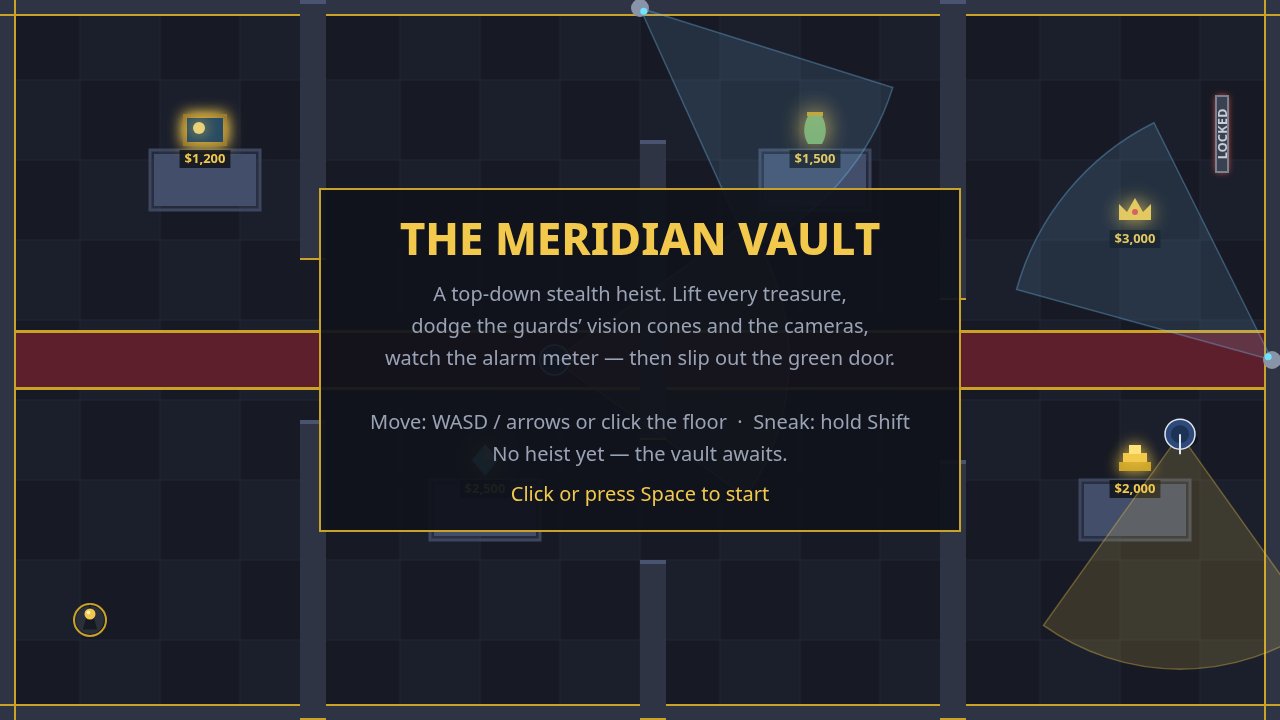 $1,200
$1,500
LOCKED
$3,000
THE MERIDIAN VAULT
A top-down stealth heist. Lift every treasure,
dodge the guards’ vision cones and the cameras,
watch the alarm meter — then slip out the green door.
Move: WASD / arrows or click the floor · Sneak: hold Shift
No heist yet — the vault awaits.
$2,500
Click or press Space to start
$2,000